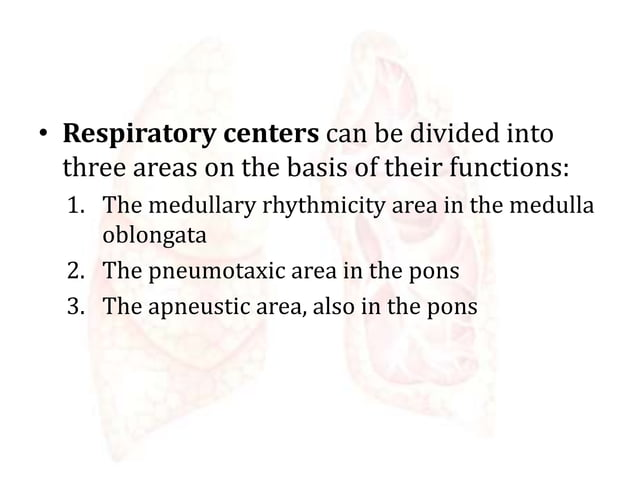 • Respiratory centers can be divided into
three areas on the basis of their functions:
1. The medullary rhythmicity area in the medulla
oblongata
2. The pneumotaxic area in the pons
3. The apneustic area, also in the pons